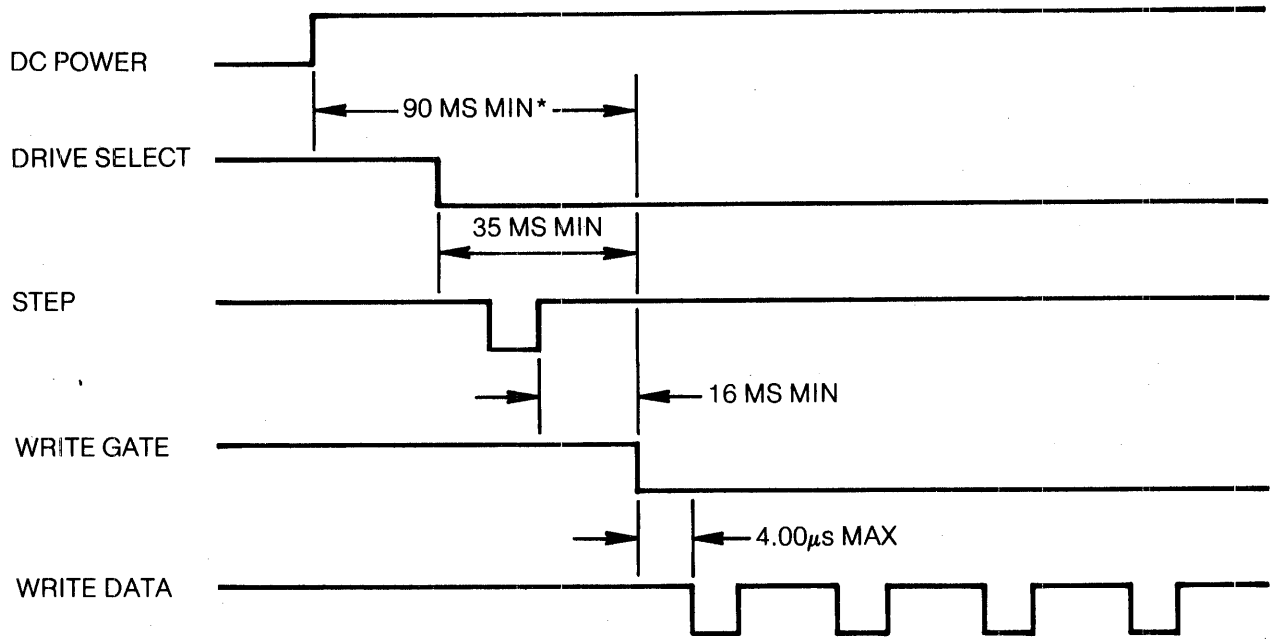 DC POWER
90 MS MIN*
DRIVE SELECT
35 MS MIN
STEP
16 MS MIN
WRITE GATE
4.00μs MAX
WRITE DATA